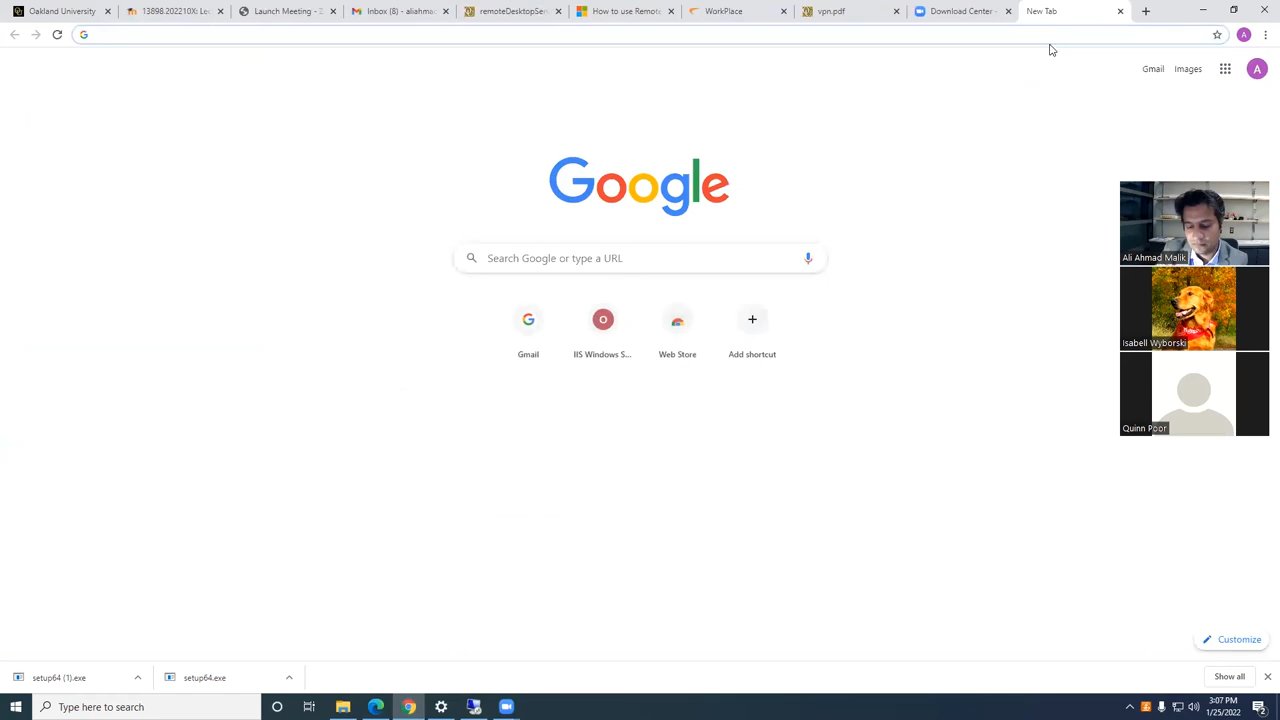 Oakland University
13898.202210X: Le
Launch Meeting - Z
Inbox (8) - aliahma
remoteDesktopSer
How to use Remot
WorkPlace
vpn.pdf
Download Center -
New Tab
A
Gmail
Images
A
Google
Search Google or type a URL
O
Gmail
IIS Windows S...
Web Store
Add shortcut
Ali Ahmad Malik
Isabell Wyborski
Quinn Poor
Customize
setup64 (1).exe
setup64.exe
Show all
Type here to search
3:07 PM
1/25/2022
2